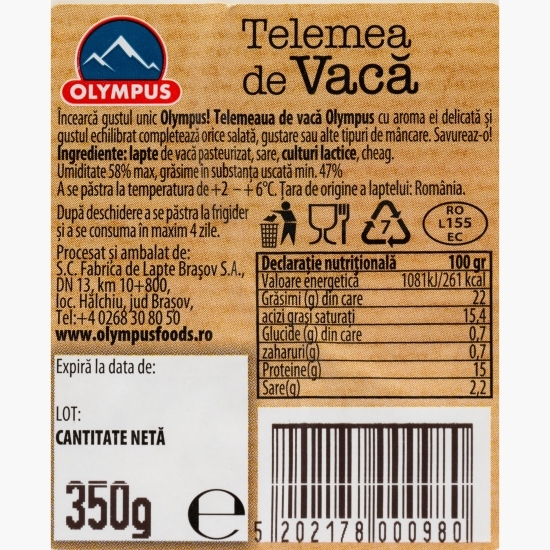 OLYMPUS
Telemea
de Vacă
Încearcă gustul unic Olympus! Telemeaua de vacă Olympus cu aroma ei delicată și
gustul echilibrat completează orice salată, gustare sau alte tipuri de mâncare. Savureaz-o!
Ingrediente: lapte de vacă pasteurizat, sare, culturi lactice, cheag.
Umiditate 58% max, grăsime în substanța uscată min. 47%
A se păstra la temperatura de +2 – + 6°C. Țara de origine a laptelui: România.
După deschidere a se păstra la frigider
și a se consuma în maxim 4 zile.
7
RO
L155
EC
Procesat și ambalat de:
S.C. Fabrica de Lapte Brașov S.A.,
DN 13, km 10+800,
loc. Hălchiu, jud Brașov,
Tel:+4 0268 30 80 50
www.olympusfoods.ro
Declarație nutrițională 100 gr
Valoare energetică 1081kJ/261 kcal
Grăsimi (g) din care 22
acizi grași saturați 15,4
Glucide (g) din care 0,7
zaharuri(g) 0,7
Proteine(g) 15
Sare(g) 2,2
Expiră la data de:
LOT:
CANTITATE NETĂ
350g e
5 202178 000980